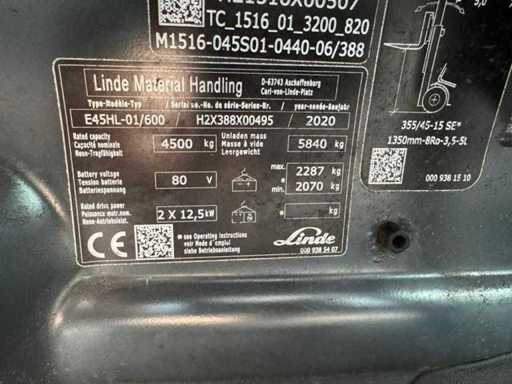 TC_1516_01_3200_820
M1516-045S01-0440-06/388
5,0
Linde Material Handling
D-63743 Aschaffenburg
Carl-von-Linde-Platz
Type-Modèle-Typ/
Serial no.-No de série-Serien-Nr./
year-année-Baujahr
E45HL-01/600 / H2X388X00495 / 2020
Rated capacity
Capacité nominale
Nenn-Tragfähigkeit
4500 kg
Unladen mass
Masse à vide
Leergewicht
5840 kg
Battery voltage
Tension batterie
Batteriespannung
80 V
max. 2287 kg
min. 2070 kg
Rated drive power
Puissance motr.nom.
Nenn-Antriebsleist.
2 X 12,5 kW
* kg
CE
* see Operating instructions
voir Mode d'emploi
siehe Betriebsanleitung
Linde
000 938 54 07
355/45-15 SE*
1350mm-8Ro-3,5-5t
000 938 15 10